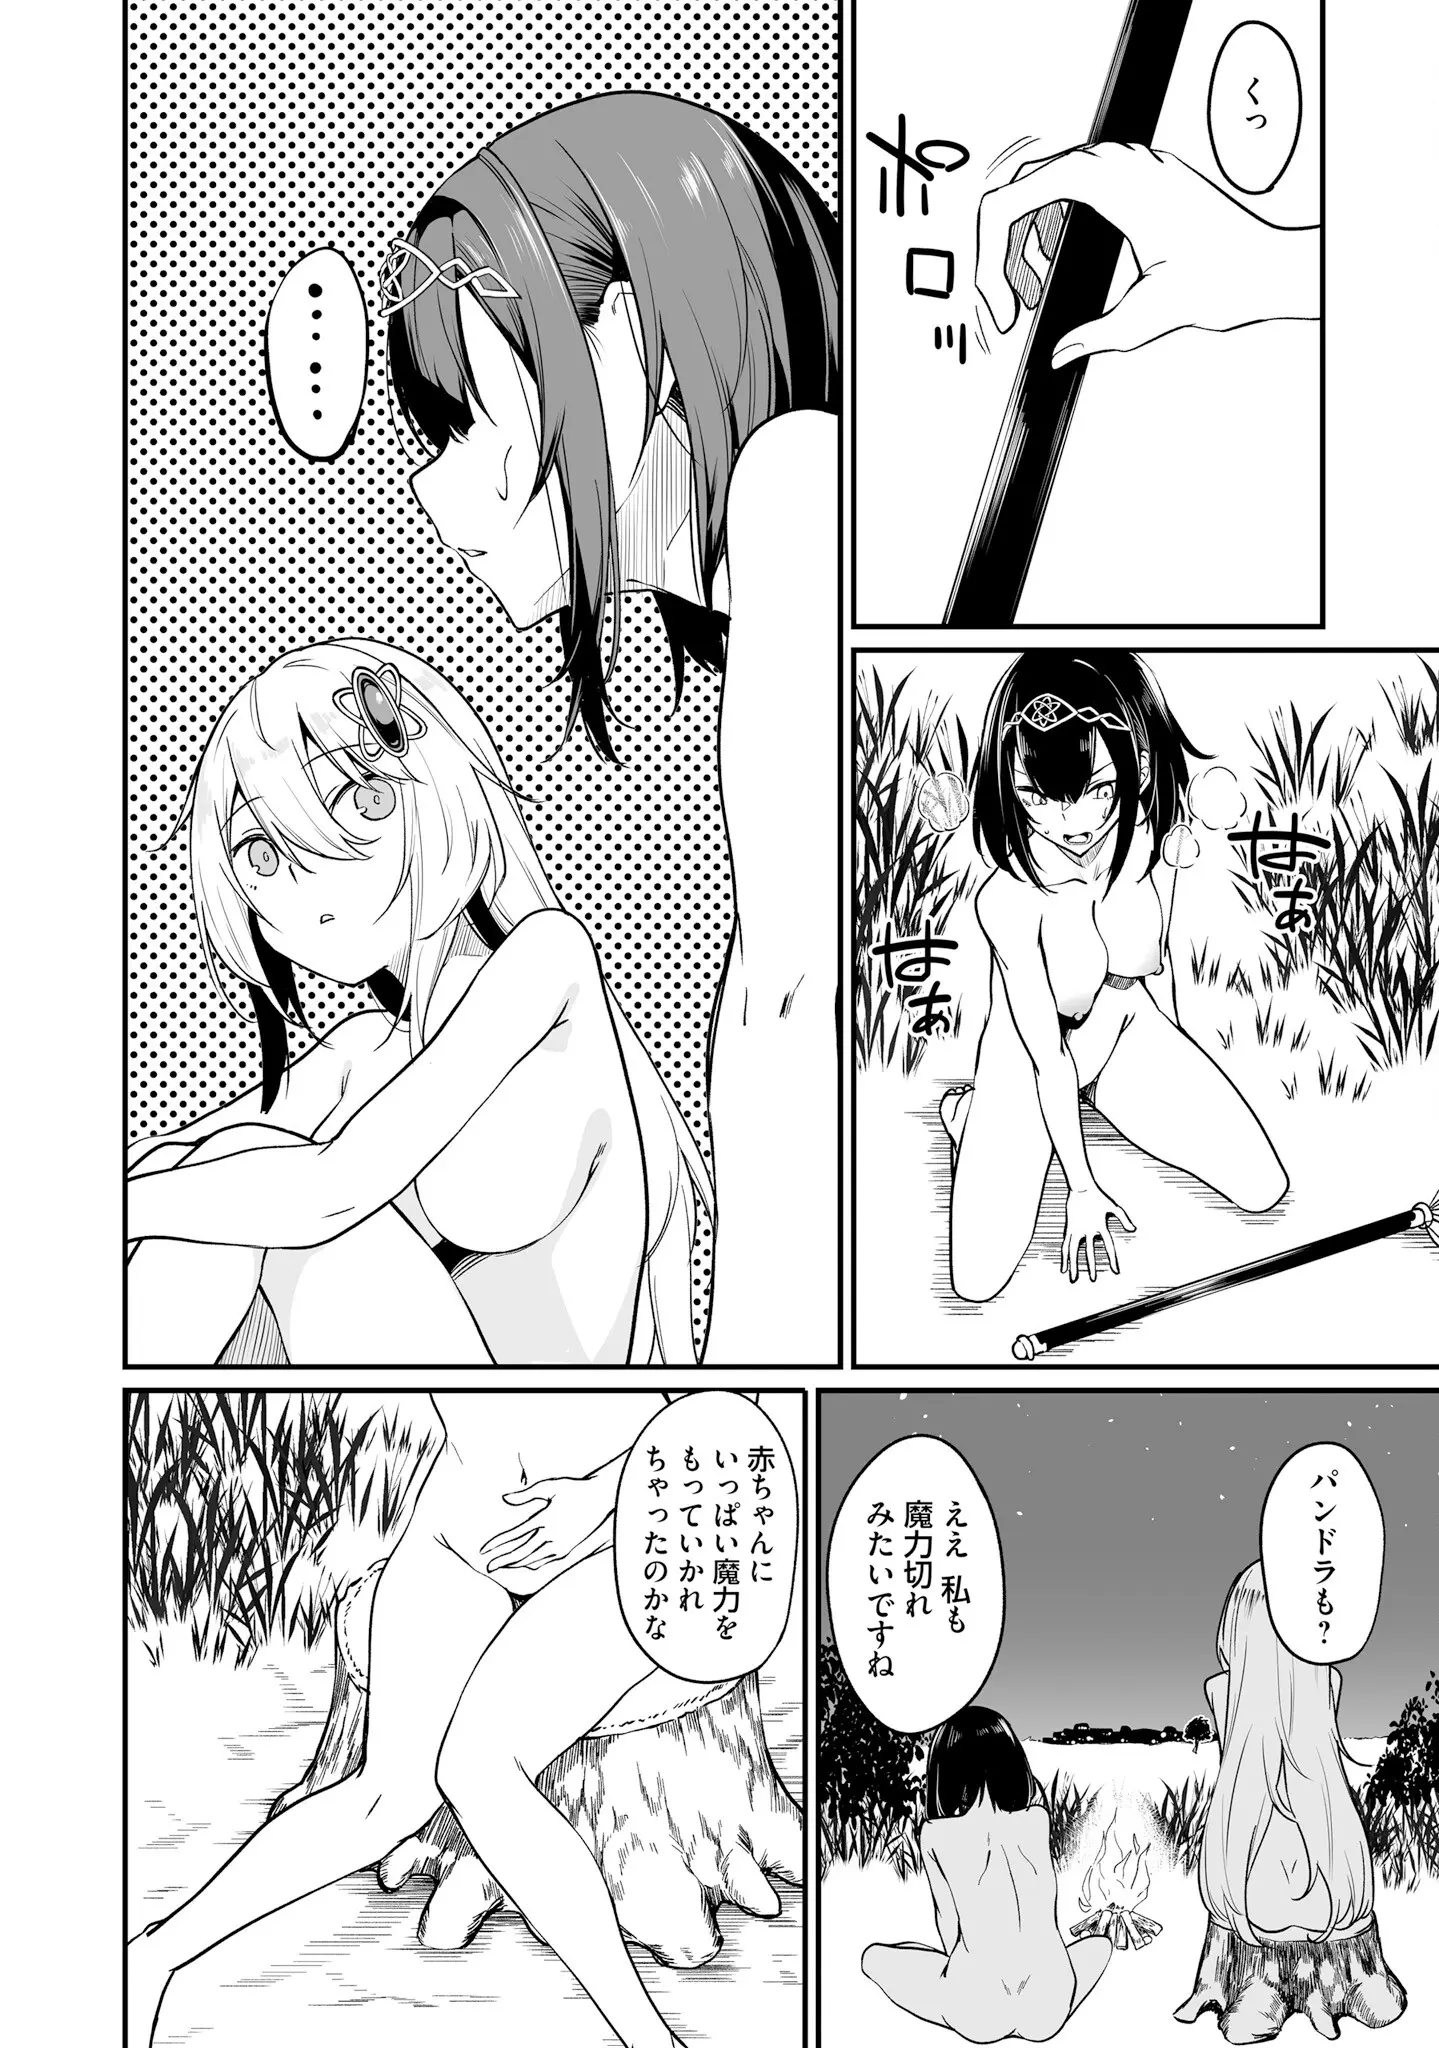 くっ
ポロッ
はぁ
はぁ
・・・・・
パンドラも？
ええ 私も
魔力切れ
みたいですね
赤ちゃんに
いっぱい魔力を
もっていかれ
ちゃったのかな